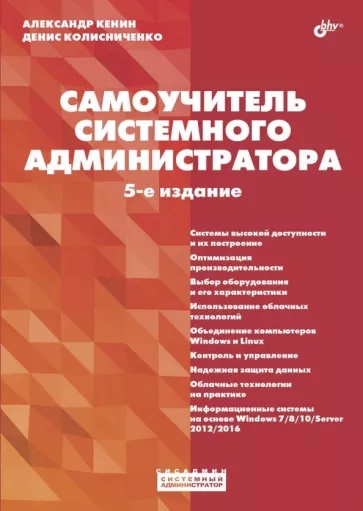 АЛЕКСАНДР КЕНИН
ДЕНИС КОЛИСНИЧЕНКО
bhv®
САМОУЧИТЕЛЬ
СИСТЕМНОГО
АДМИНИСТРАТОРА
5-е издание
Системы высокой доступности
и их построение
Оптимизация
производительности
Выбор оборудования
и его характеристики
Использование облачных
технологий
Объединение компьютеров
Windows и Linux
Контроль и управление
Надежная защита данных
Облачные технологии
на практике
Информационные системы
на основе Windows 7/8/10/Server
2012/2016
СИСАДМИН
СИСТЕМНЫЙ
АДМИНИСТРАТОР